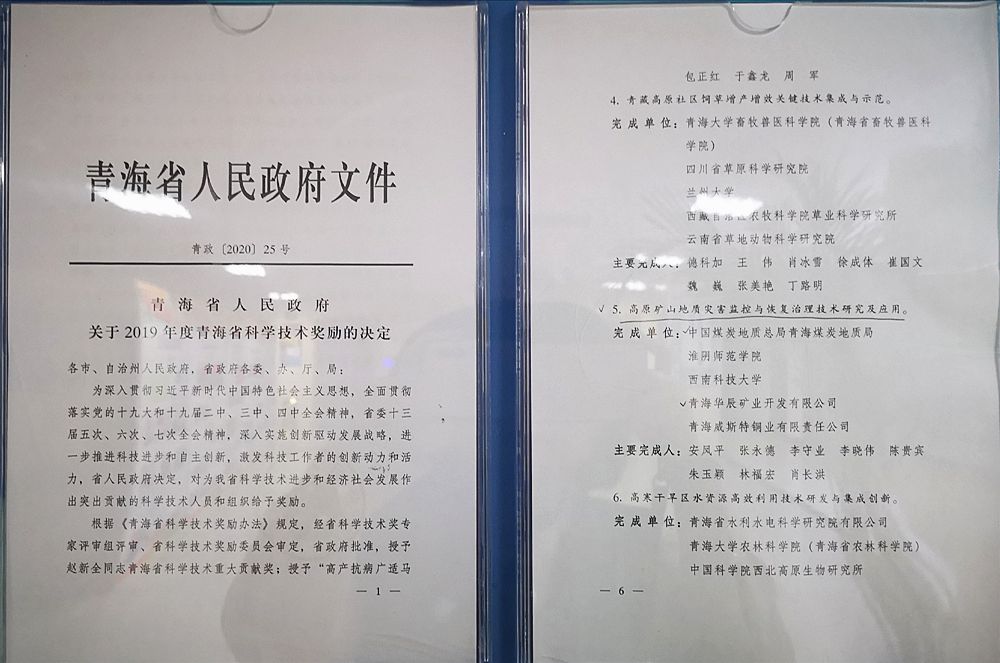 青海省人民政府文件
青政〔2020〕25号
青海省人民政府
关于2019年度青海省科学技术奖励的决定
各市、自治州人民政府，省政府各委、办、厅、局：
为深入贯彻习近平新时代中国特色社会主义思想，全面贯彻
落实党的十九大和十九届二中、三中、四中全会精神，省委十三
届五次、六次、七次全会精神，深入实施创新驱动发展战略，进
一步推进科技进步和自主创新，激发科技工作者的创新动力和活
力，省人民政府决定，对为我省科学技术进步和经济社会发展作
出突出贡献的科学技术人员和组织给予奖励。
根据《青海省科学技术奖励办法》规定，经省科学技术奖专
家评审组评审、省科学技术奖励委员会审定，省政府批准，授予
赵新全同志青海省科学技术重大贡献奖；授予“高产抗病广适马
— 1 —
包正红 于鑫龙 周 军
4. 青藏高原社区饲草增产增效关键技术集成与示范。
完成单位：青海大学畜牧兽医科学院（青海省畜牧兽医科
学院）
四川省草原科学研究院
兰州大学
西藏自治区农牧科学院草业科学研究所
云南省草地动物科学研究院
主要完成人：德科加 王 伟 肖冰雪 徐成体 崔国文
魏 巍 张美艳 丁路明
✓ 5. 高原矿山地质灾害监控与恢复治理技术研究及应用。
完成单位：✓中国煤炭地质总局青海煤炭地质局
淮阴师范学院
西南科技大学
✓青海华辰矿业开发有限公司
青海威斯特铜业有限责任公司
主要完成人：安风平 张永德 李守业 李晓伟 陈贵宾
朱玉颖 林福宏 肖长洪
6. 高寒干旱区水资源高效利用技术研发与集成创新。
完成单位：青海省水利水电科学研究院有限公司
青海大学农林科学院（青海省农林科学院）
中国科学院西北高原生物研究所
— 6 —